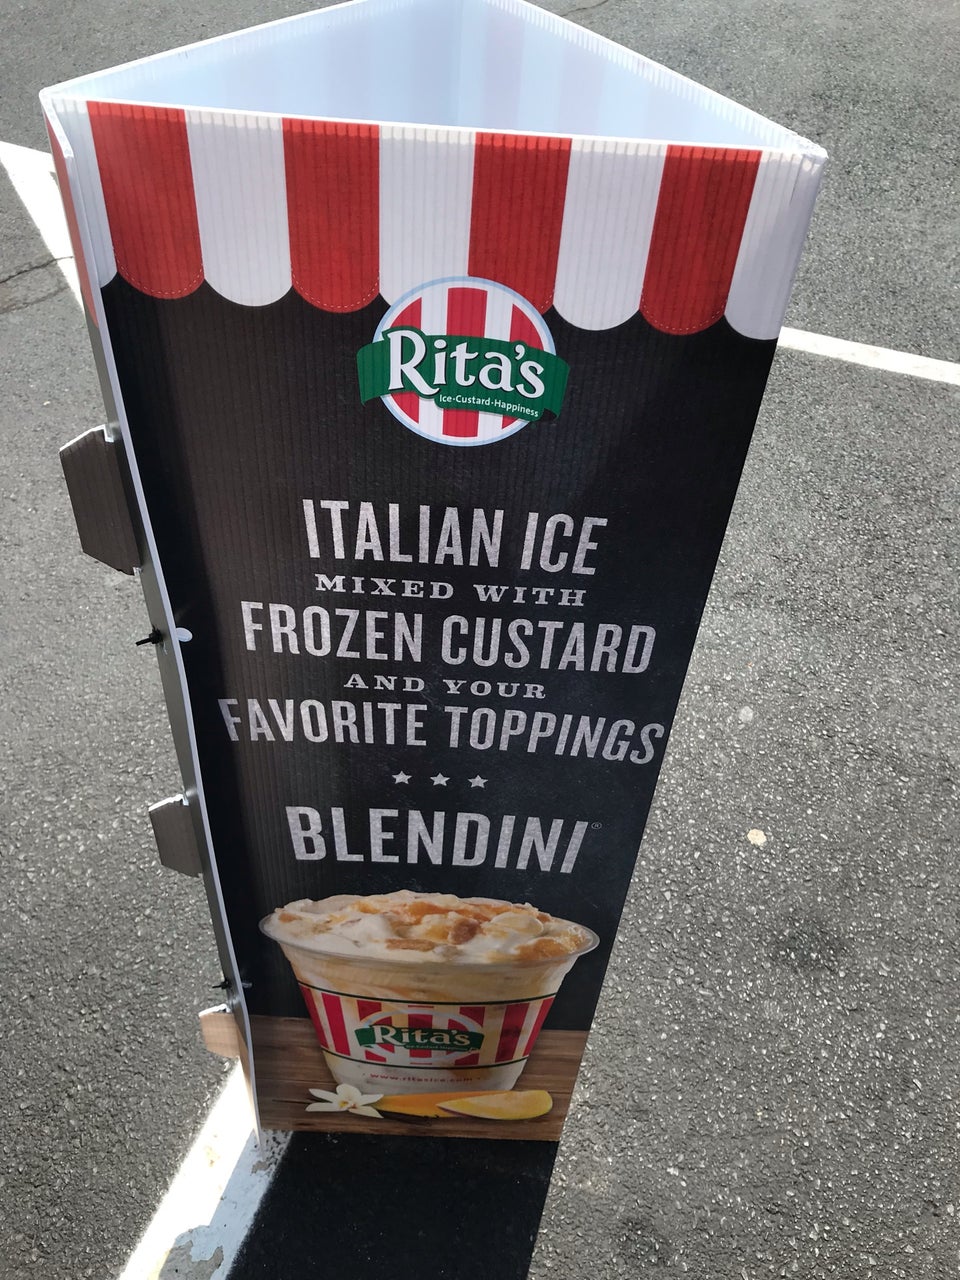 Rita's
Ice-Custard-Happiness
ITALIAN ICE
MIXED WITH
FROZEN CUSTARD
AND YOUR
FAVORITE TOPPINGS
BLENDINI®
Rita's
www.ritasice.com